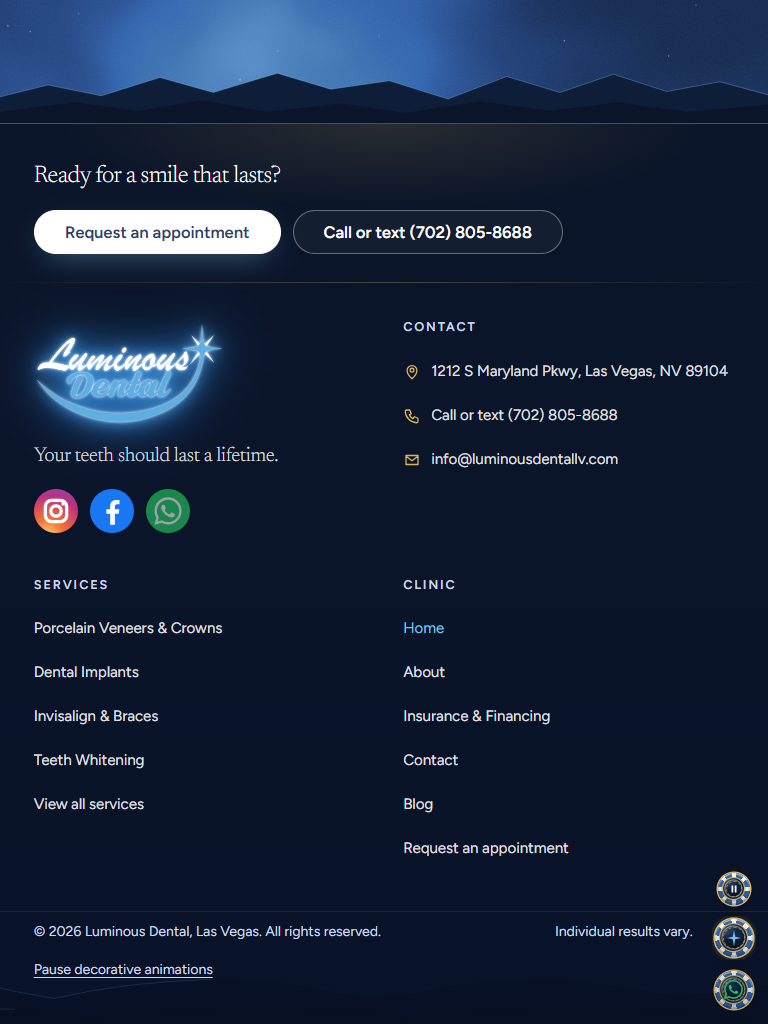 Ready for a smile that lasts?
Request an appointment
Call or text (702) 805-8688
Luminous
Dental
Your teeth should last a lifetime.
CONTACT
1212 S Maryland Pkwy, Las Vegas, NV 89104
Call or text (702) 805-8688
info@luminousdentallv.com
SERVICES
Porcelain Veneers & Crowns
Dental Implants
Invisalign & Braces
Teeth Whitening
View all services
CLINIC
Home
About
Insurance & Financing
Contact
Blog
Request an appointment
© 2026 Luminous Dental, Las Vegas. All rights reserved.
Individual results vary.
Pause decorative animations